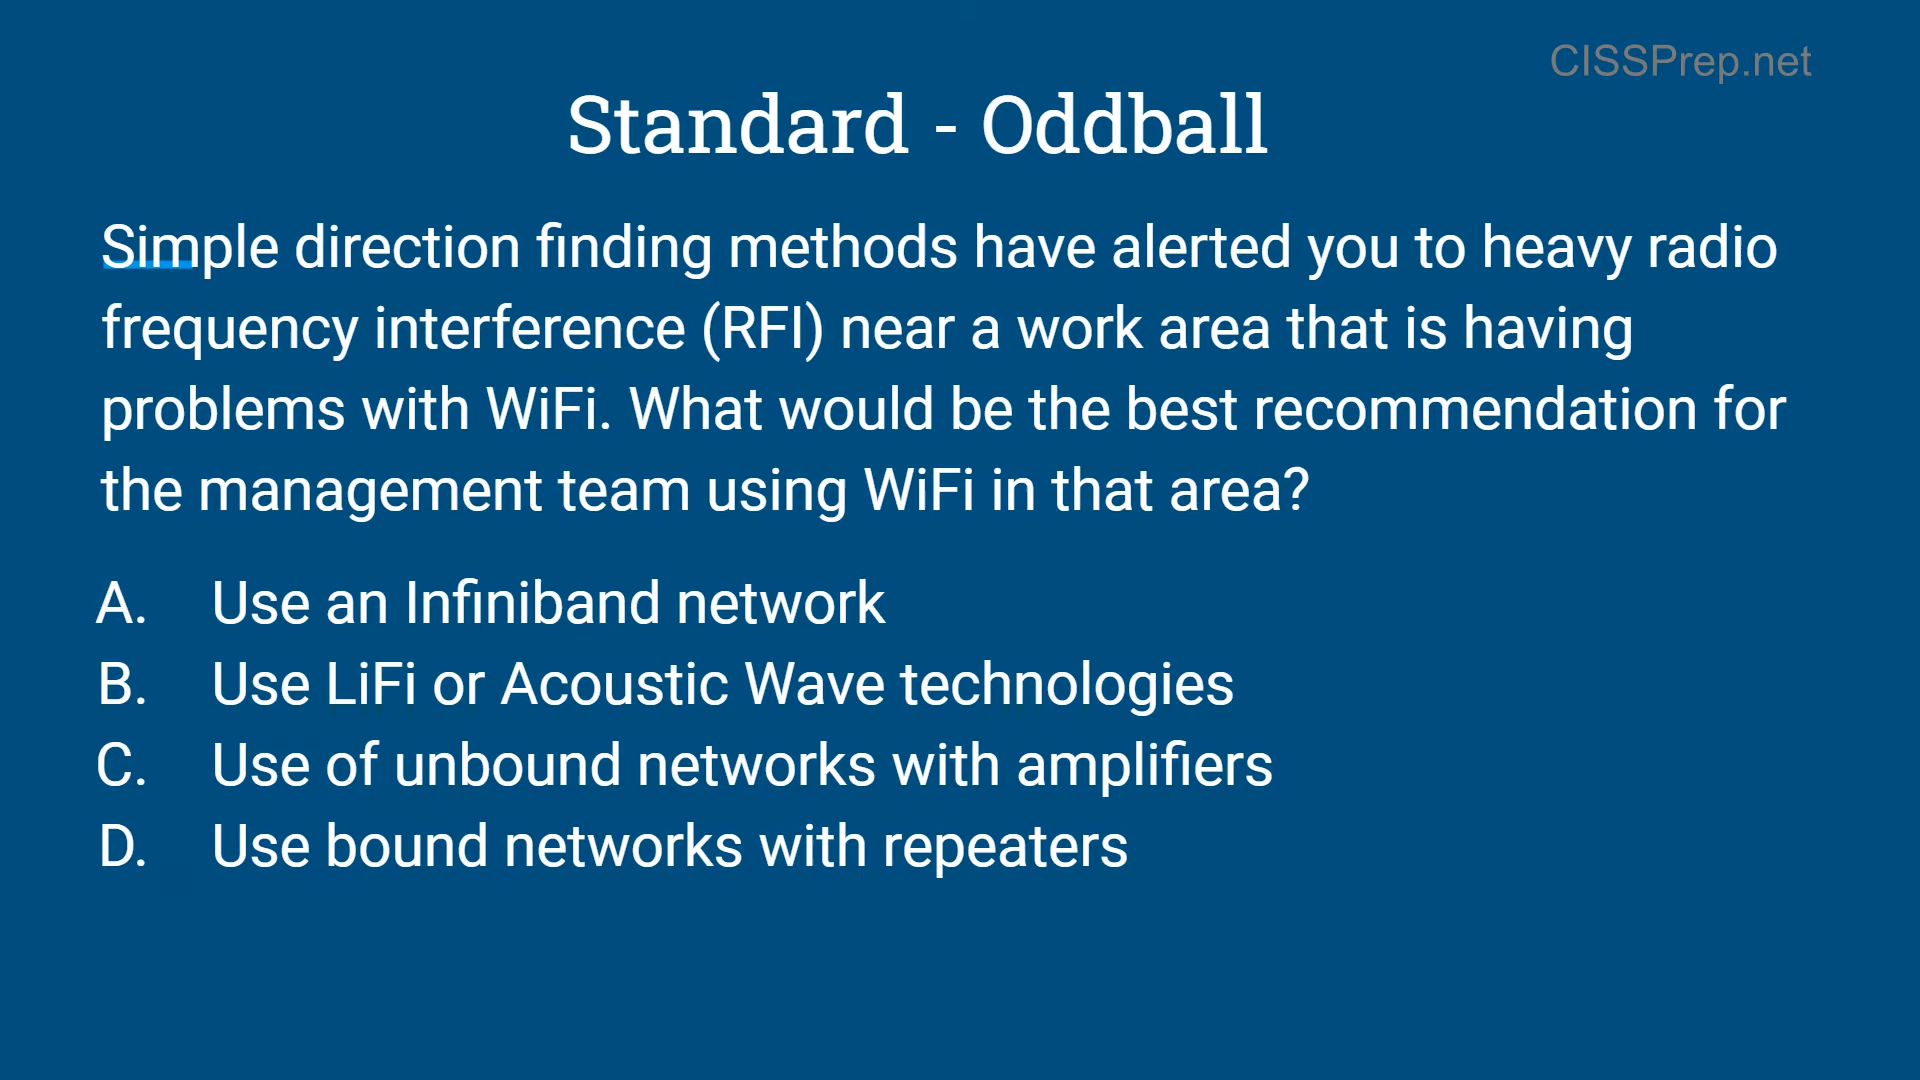 CISSPrep.net
Standard - Oddball
Simple direction finding methods have alerted you to heavy radio
frequency interference (RFI) near a work area that is having
problems with WiFi. What would be the best recommendation for
the management team using WiFi in that area?
A. Use an Infiniband network
B. Use LiFi or Acoustic Wave technologies
C. Use of unbound networks with amplifiers
D. Use bound networks with repeaters